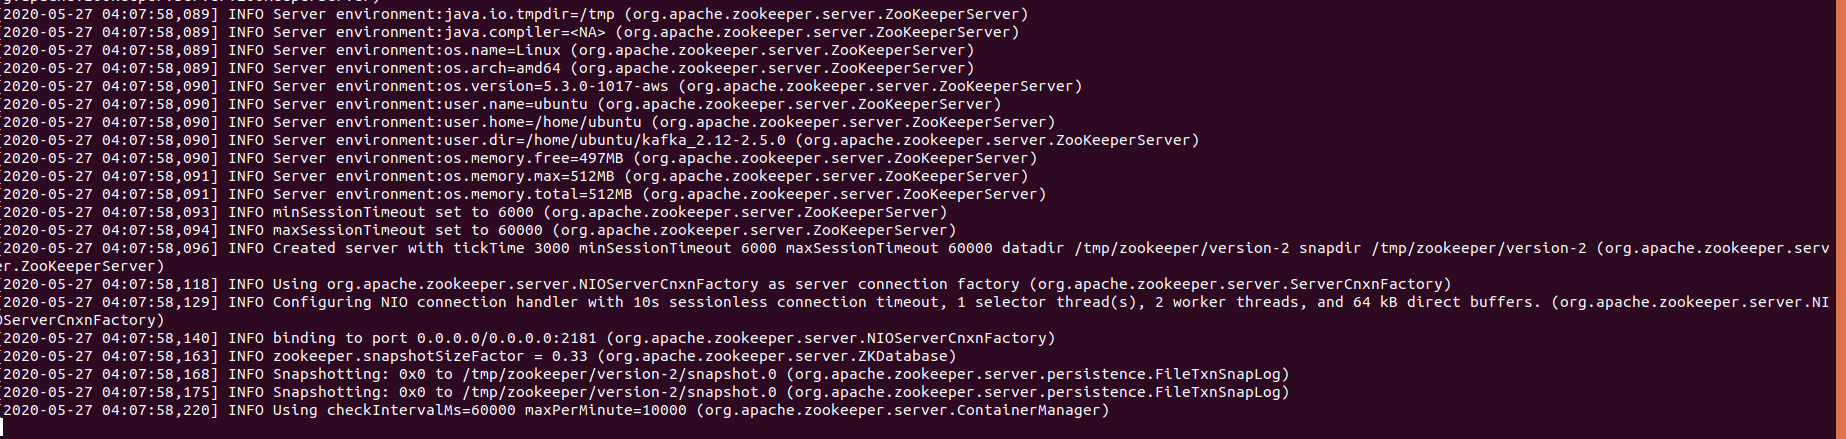 [2020-05-27 04:07:58,089] INFO Server environment:java.io.tmpdir=/tmp (org.apache.zookeeper.server.ZooKeeperServer)
[2020-05-27 04:07:58,089] INFO Server environment:java.compiler=<NA> (org.apache.zookeeper.server.ZooKeeperServer)
[2020-05-27 04:07:58,089] INFO Server environment:os.name=Linux (org.apache.zookeeper.server.ZooKeeperServer)
[2020-05-27 04:07:58,089] INFO Server environment:os.arch=amd64 (org.apache.zookeeper.server.ZooKeeperServer)
[2020-05-27 04:07:58,090] INFO Server environment:os.version=5.3.0-1017-aws (org.apache.zookeeper.server.ZooKeeperServer)
[2020-05-27 04:07:58,090] INFO Server environment:user.name=ubuntu (org.apache.zookeeper.server.ZooKeeperServer)
[2020-05-27 04:07:58,090] INFO Server environment:user.home=/home/ubuntu (org.apache.zookeeper.server.ZooKeeperServer)
[2020-05-27 04:07:58,090] INFO Server environment:user.dir=/home/ubuntu/kafka_2.12-2.5.0 (org.apache.zookeeper.server.ZooKeeperServer)
[2020-05-27 04:07:58,090] INFO Server environment:os.memory.free=497MB (org.apache.zookeeper.server.ZooKeeperServer)
[2020-05-27 04:07:58,091] INFO Server environment:os.memory.max=512MB (org.apache.zookeeper.server.ZooKeeperServer)
[2020-05-27 04:07:58,091] INFO Server environment:os.memory.total=512MB (org.apache.zookeeper.server.ZooKeeperServer)
[2020-05-27 04:07:58,093] INFO minSessionTimeout set to 6000 (org.apache.zookeeper.server.ZooKeeperServer)
[2020-05-27 04:07:58,094] INFO maxSessionTimeout set to 60000 (org.apache.zookeeper.server.ZooKeeperServer)
[2020-05-27 04:07:58,096] INFO Created server with tickTime 3000 minSessionTimeout 6000 maxSessionTimeout 60000 datadir /tmp/zookeeper/version-2 snapdir /tmp/zookeeper/version-2 (org.apache.zookeeper.serv
er.ZooKeeperServer)
[2020-05-27 04:07:58,118] INFO Using org.apache.zookeeper.server.NIOServerCnxnFactory as server connection factory (org.apache.zookeeper.server.ServerCnxnFactory)
[2020-05-27 04:07:58,129] INFO Configuring NIO connection handler with 10s sessionless connection timeout, 1 selector thread(s), 2 worker threads, and 64 kB direct buffers. (org.apache.zookeeper.server.NI
OServerCnxnFactory)
[2020-05-27 04:07:58,140] INFO binding to port 0.0.0.0/0.0.0.0:2181 (org.apache.zookeeper.server.NIOServerCnxnFactory)
[2020-05-27 04:07:58,163] INFO zookeeper.snapshotSizeFactor = 0.33 (org.apache.zookeeper.server.ZKDatabase)
[2020-05-27 04:07:58,168] INFO Snapshotting: 0x0 to /tmp/zookeeper/version-2/snapshot.0 (org.apache.zookeeper.server.persistence.FileTxnSnapLog)
[2020-05-27 04:07:58,175] INFO Snapshotting: 0x0 to /tmp/zookeeper/version-2/snapshot.0 (org.apache.zookeeper.server.persistence.FileTxnSnapLog)
[2020-05-27 04:07:58,220] INFO Using checkIntervalMs=60000 maxPerMinute=10000 (org.apache.zookeeper.server.ContainerManager)